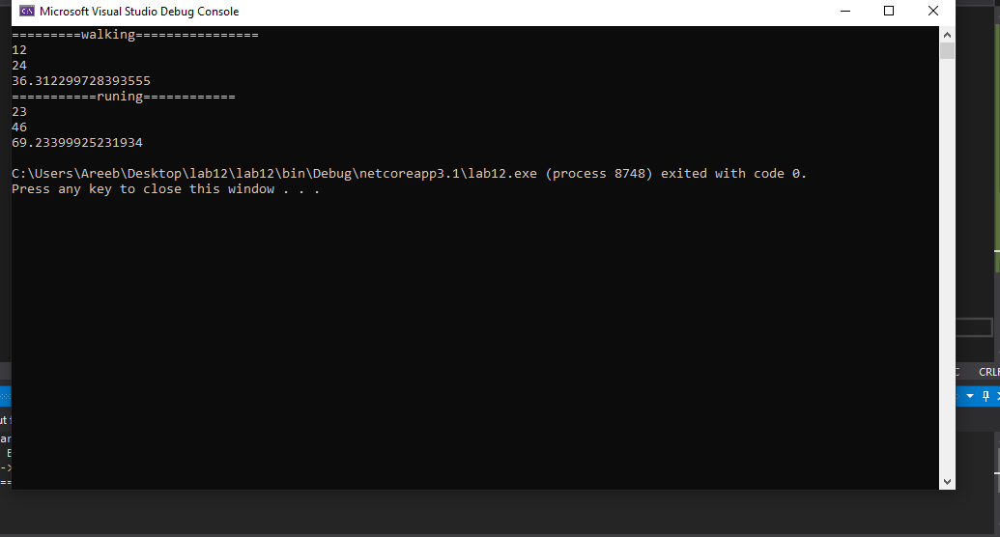 Microsoft Visual Studio Debug Console
=========walking================
12
24
36.312299728393555
===========runing============
23
46
69.23399925231934
C:\Users\Areeb\Desktop\lab12\lab12\bin\Debug\netcoreapp3.1\lab12.exe (process 8748) exited with code 0.
Press any key to close this window . . .